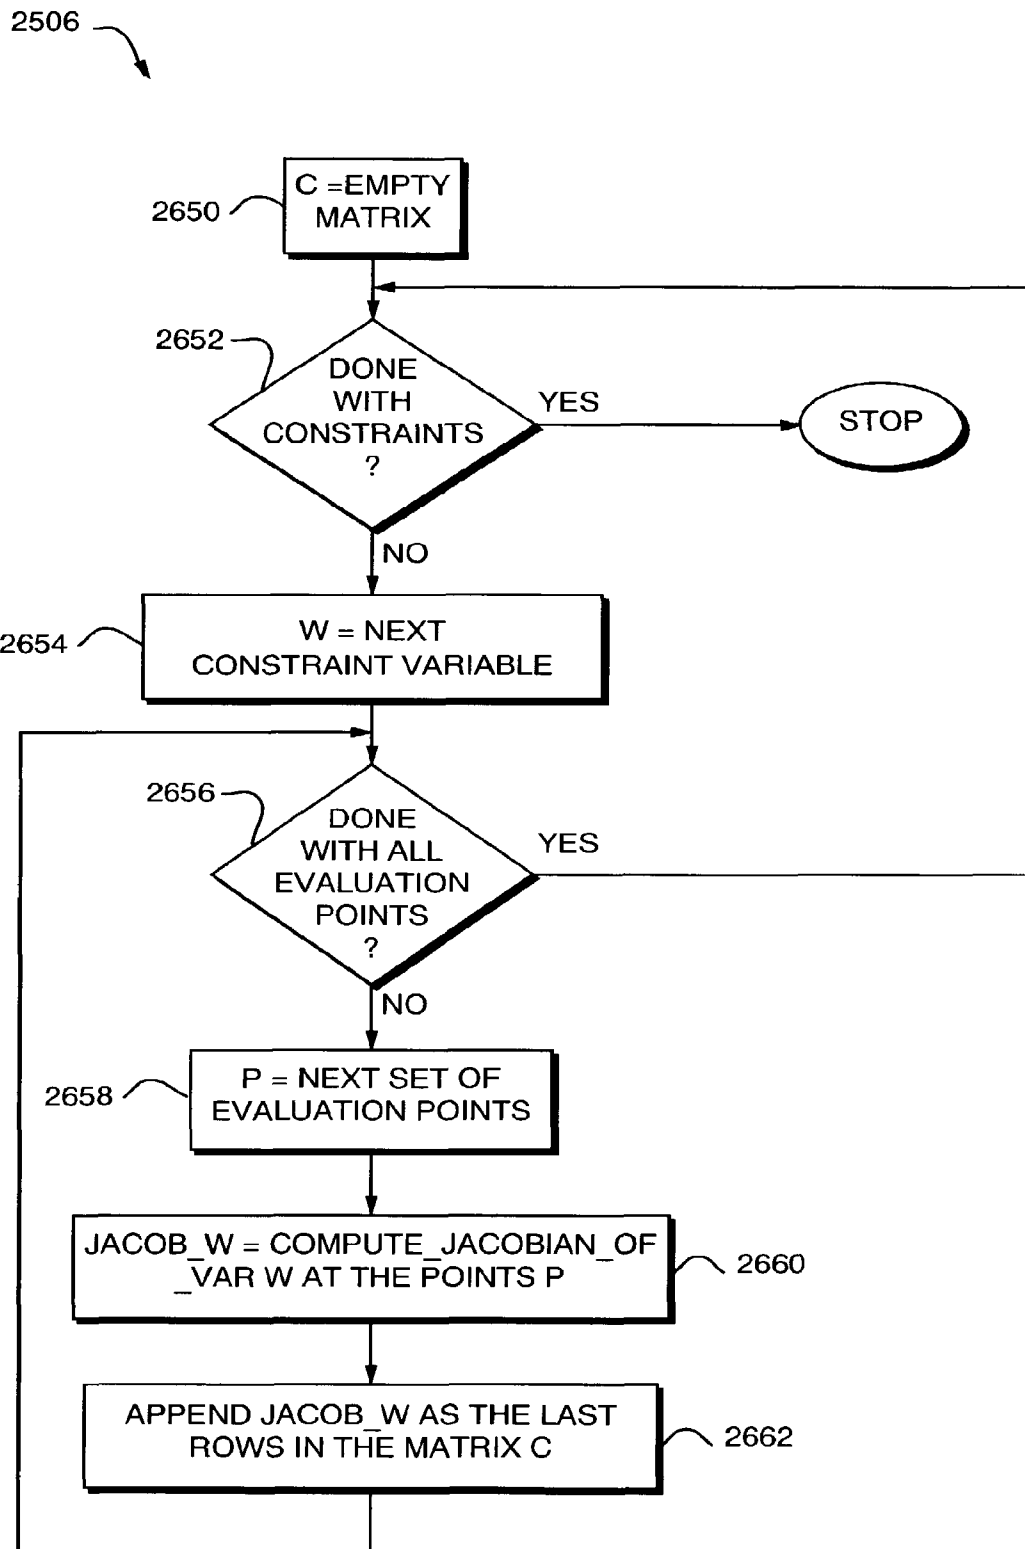 2506
C =EMPTY
MATRIX
2650
2652
DONE
WITH
CONSTRAINTS
?
YES
STOP
NO
2654
W = NEXT
CONSTRAINT VARIABLE
2656
DONE
WITH ALL
EVALUATION
POINTS
?
YES
NO
2658
P = NEXT SET OF
EVALUATION POINTS
JACOB_W = COMPUTE_JACOBIAN_OF
_VAR W AT THE POINTS P
2660
APPEND JACOB_W AS THE LAST
ROWS IN THE MATRIX C
2662